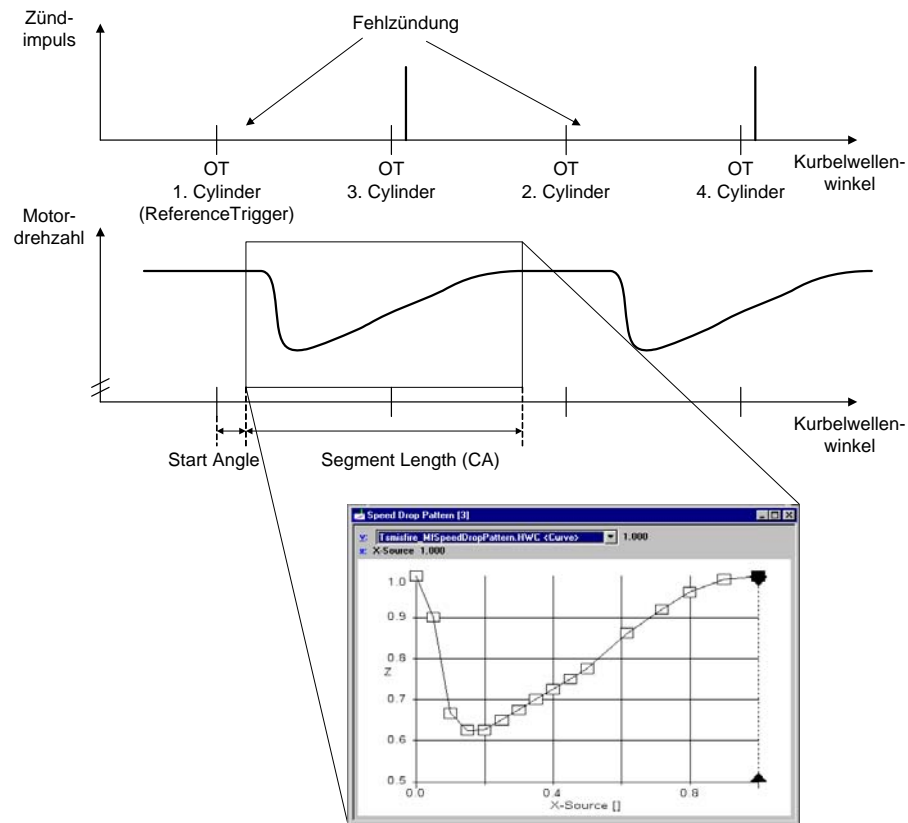 Zünd-
impuls
Fehlzündung
OT
1. Cylinder
(ReferenceTrigger)
OT
3. Cylinder
OT
2. Cylinder
OT
4. Cylinder
Kurbelwellen-
winkel
Motor-
drehzahl
Kurbelwellen-
winkel
Start Angle
Segment Length (CA)
Speed Drop Pattern [3]
y: Tsmisfire_MISpeedDropPattern.HWC <Curve> 1.000
x: X-Source 1.000
1.0
0.9
0.8
Z
0.7
0.6
0.5
0.0
0.4
0.8
X-Source []